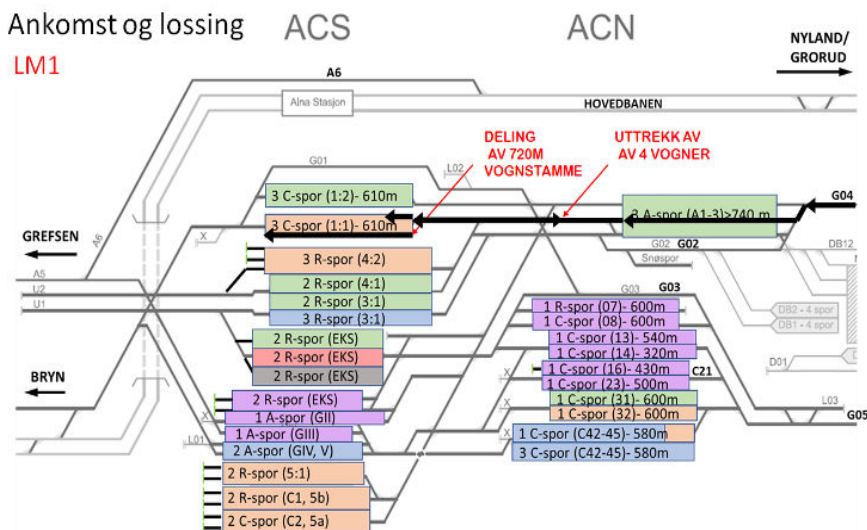 Ankomst og lossing
ACS
ACN
NYLAND/
GRORUD
LM1
A6
Alna Stasjon
HOVEDBANEN
DELING
AV 720M
VOGNSTAMME
UTTREKK AV
AV 4 VOGNER
G01
L02
3 C-spor (1:2)- 610m
3 A-spor (A1-3)>740 m
G04
3 C-spor (1:1)- 610m
X
GREFSEN
A6
G02
G02
DB12
3 R-spor (4:2)
Snøspor
A5
U2
U1
2 R-spor (4:1)
2 R-spor (3:1)
3 R-spor (3:1)
G03
G03
DB2 - 4 spor
DB1 - 4 spor
1 R-spor (07)- 600m
1 C-spor (08)- 600m
1 C-spor (13)- 540m
1 C-spor (14)- 320m
1 C-spor (16)- 430m
1 C-spor (23)- 500m
1 C-spor (31)- 600m
1 C-spor (32)- 600m
X
C21
D01
2 R-spor (EKS)
2 R-spor (EKS)
2 R-spor (EKS)
BRYN
2 R-spor (EKS)
X
1 A-spor (GII)
1 A-spor (GIII)
L01
2 A-spor (GIV, V)
X
L03
G05
X
1 C-spor (C42-45)- 580m
3 C-spor (C42-45)- 580m
2 R-spor (5:1)
2 R-spor (C1, 5b)
2 C-spor (C2, 5a)